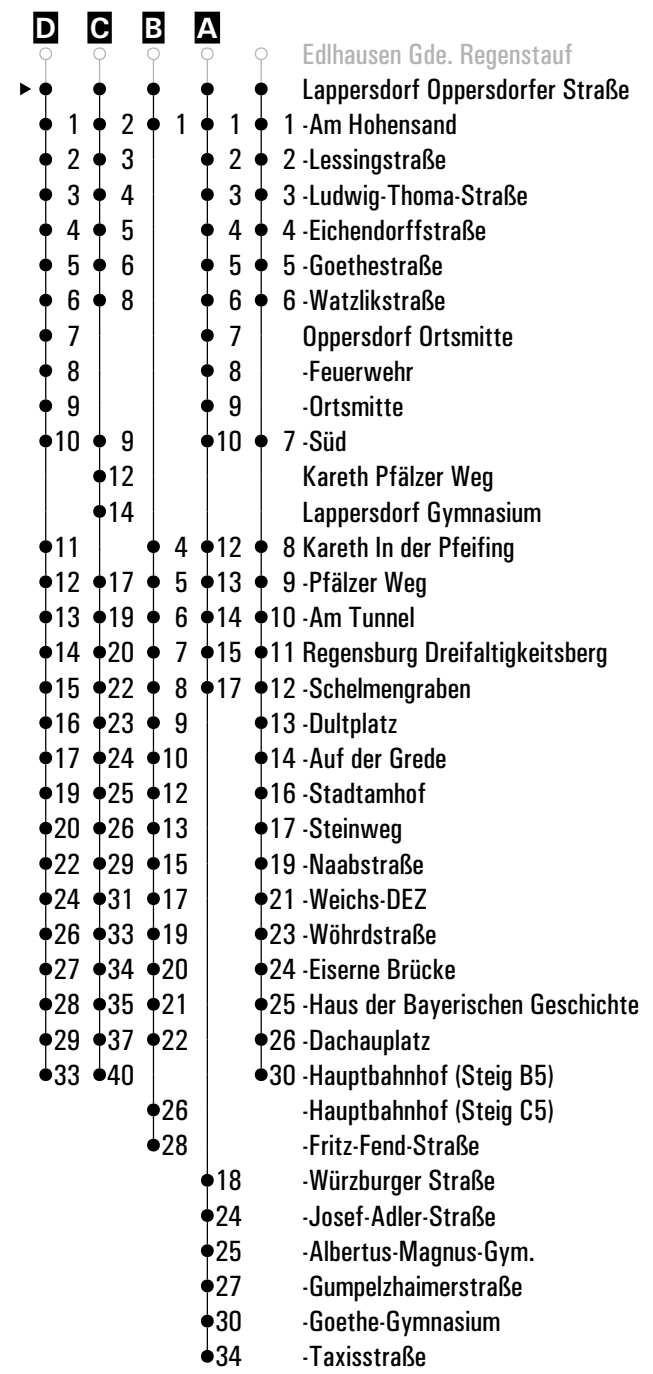 D C B A
Edlhausen Gde. Regenstauf
Lappersdorf Oppersdorfer Straße
1 2 1 1 1 -Am Hohensand
2 3 2 2 -Lessingstraße
3 4 3 3 -Ludwig-Thoma-Straße
4 5 4 4 -Eichendorffstraße
5 6 5 5 -Goethestraße
6 8 6 6 -Watzlikstraße
7 7 Oppersdorf Ortsmitte
8 8 -Feuerwehr
9 9 -Ortsmitte
10 9 10 7 -Süd
12 Kareth Pfälzer Weg
14 Lappersdorf Gymnasium
11 4 12 8 Kareth In der Pfeifing
12 17 5 13 9 -Pfälzer Weg
13 19 6 14 10 -Am Tunnel
14 20 7 15 11 Regensburg Dreifaltigkeitsberg
15 22 8 17 12 -Schelmengraben
16 23 9 13 -Dultplatz
17 24 10 14 -Auf der Grede
19 25 12 16 -Stadtamhof
20 26 13 17 -Steinweg
22 29 15 19 -Naabstraße
24 31 17 21 -Weichs-DEZ
26 33 19 23 -Wöhrdstraße
27 34 20 24 -Eiserne Brücke
28 35 21 25 -Haus der Bayerischen Geschichte
29 37 22 26 -Dachauplatz
33 40 30 -Hauptbahnhof (Steig B5)
26 -Hauptbahnhof (Steig C5)
28 -Fritz-Fend-Straße
18 -Würzburger Straße
24 -Josef-Adler-Straße
25 -Albertus-Magnus-Gym.
27 -Gumpelzhaimerstraße
30 -Goethe-Gymnasium
34 -Taxisstraße